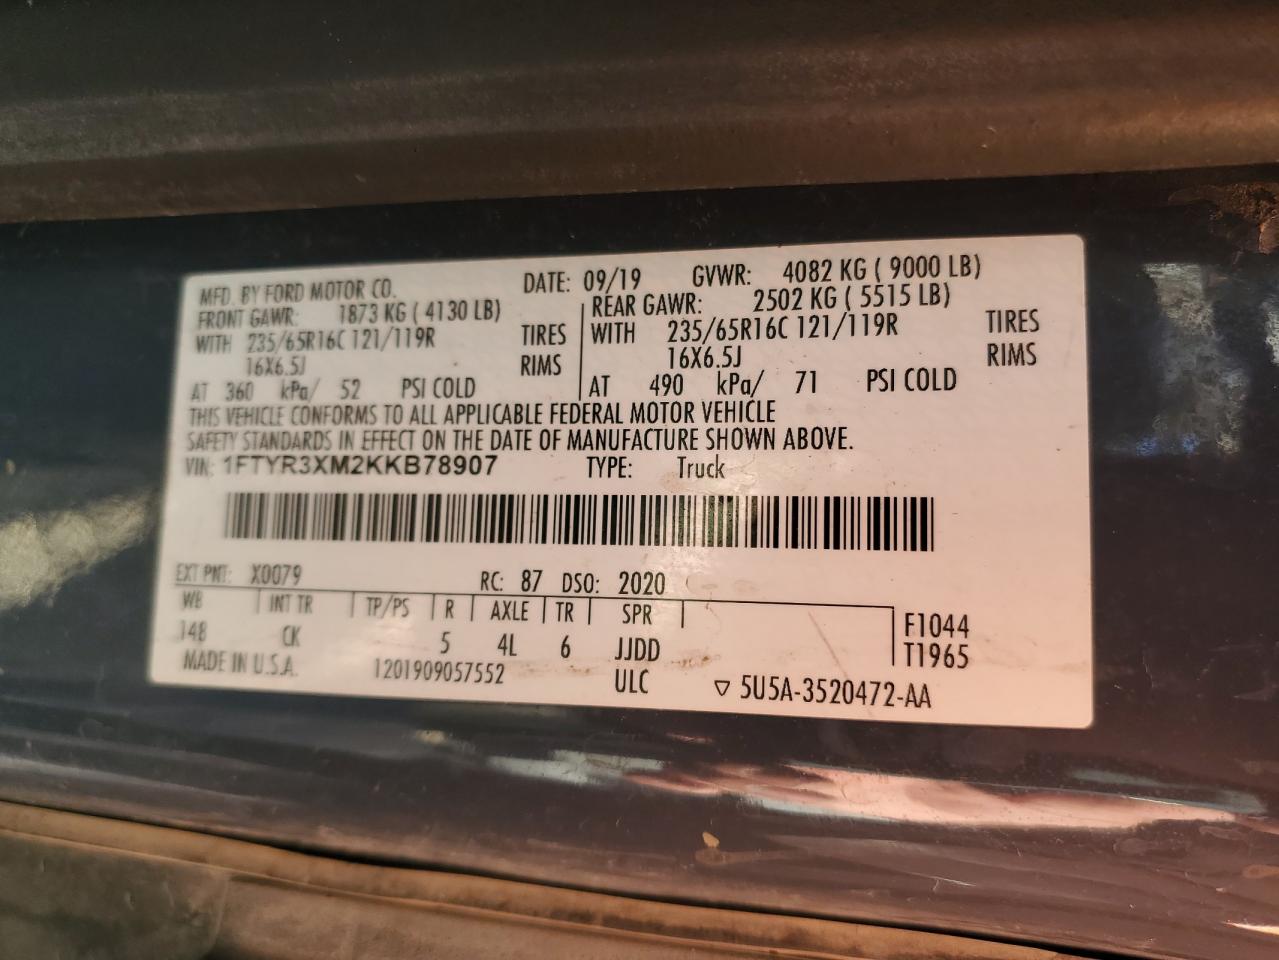 MFD. BY FORD MOTOR CO. DATE: 09/19 GVWR: 4082 KG ( 9000 LB)
FRONT GAWR: 1873 KG ( 4130 LB) REAR GAWR: 2502 KG ( 5515 LB)
WITH 235/65R16C 121/119R TIRES WITH 235/65R16C 121/119R TIRES
16X6.5J RIMS 16X6.5J RIMS
AT 360 kPa/ 52 PSI COLD AT 490 kPa/ 71 PSI COLD
THIS VEHICLE CONFORMS TO ALL APPLICABLE FEDERAL MOTOR VEHICLE
SAFETY STANDARDS IN EFFECT ON THE DATE OF MANUFACTURE SHOWN ABOVE.
VIN: 1FTYR3XM2KKB78907 TYPE: Truck
EXT PNT: X0079 RC: 87 DSO: 2020
WB INT TR TP/PS R AXLE TR SPR F1044
148 CK 5 4L 6 JJDD T1965
MADE IN U.S.A. 1201909057552 ULC ▽ 5U5A-3520472-AA